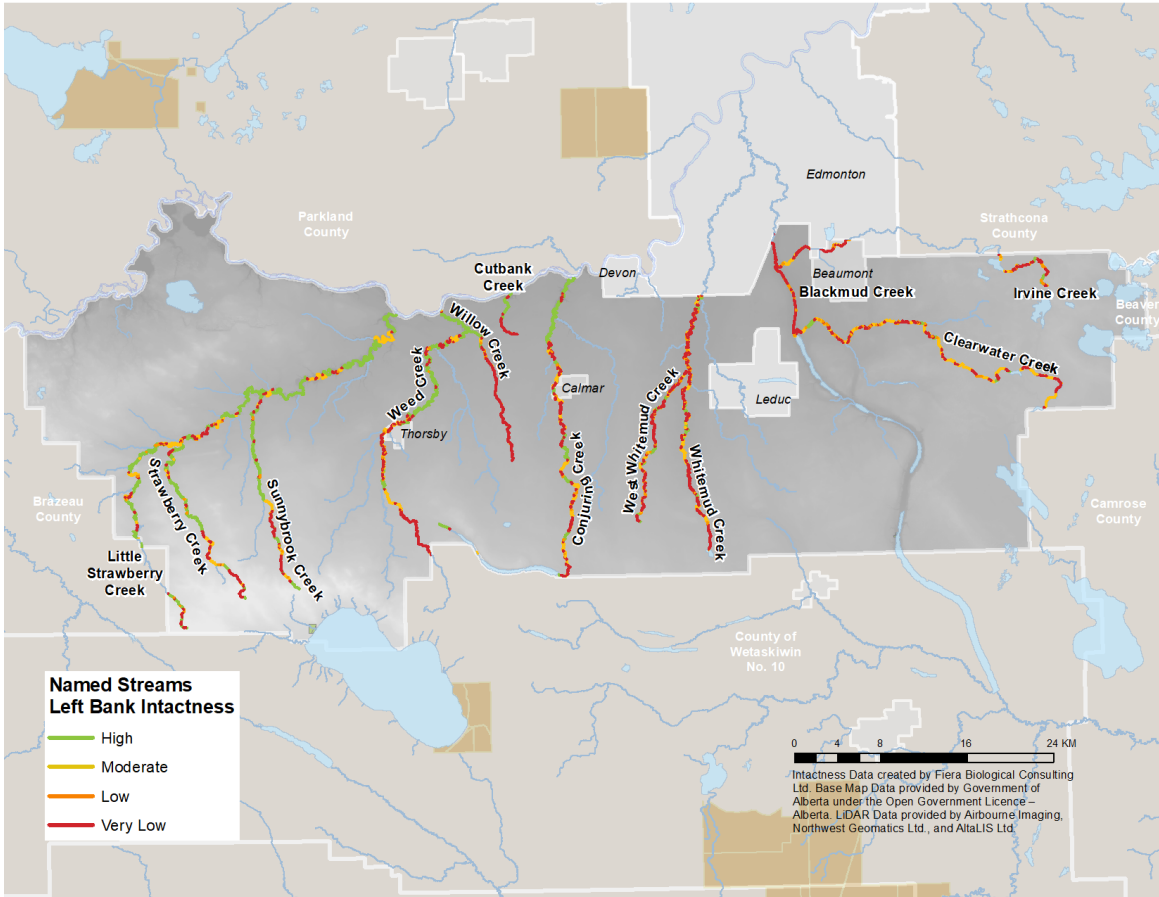 Edmonton
Parkland
County
Strathcona
County
Cutbank
Creek
Devon
Beaumont
Blackmud Creek
Irvine Creek
Beaver
County
Willow Creek
Clearwater Creek
Weed Creek
Calmar
Leduc
Thorsby
West Whitemud Creek
Whitemud Creek
Conjuring Creek
Strawberry Creek
Sunnybrook Creek
Brazeau
County
Camrose
County
Little
Strawberry
Creek
County of
Wetaskiwin
No. 10
Named Streams
Left Bank Intactness
High
Moderate
Low
Very Low
0 4 8 16 24 KM
Intactness Data created by Fiera Biological Consulting
Ltd. Base Map Data provided by Government of
Alberta under the Open Government Licence –
Alberta. LiDAR Data provided by Airbourne Imaging,
Northwest Geomatics Ltd., and AltaLIS Ltd.